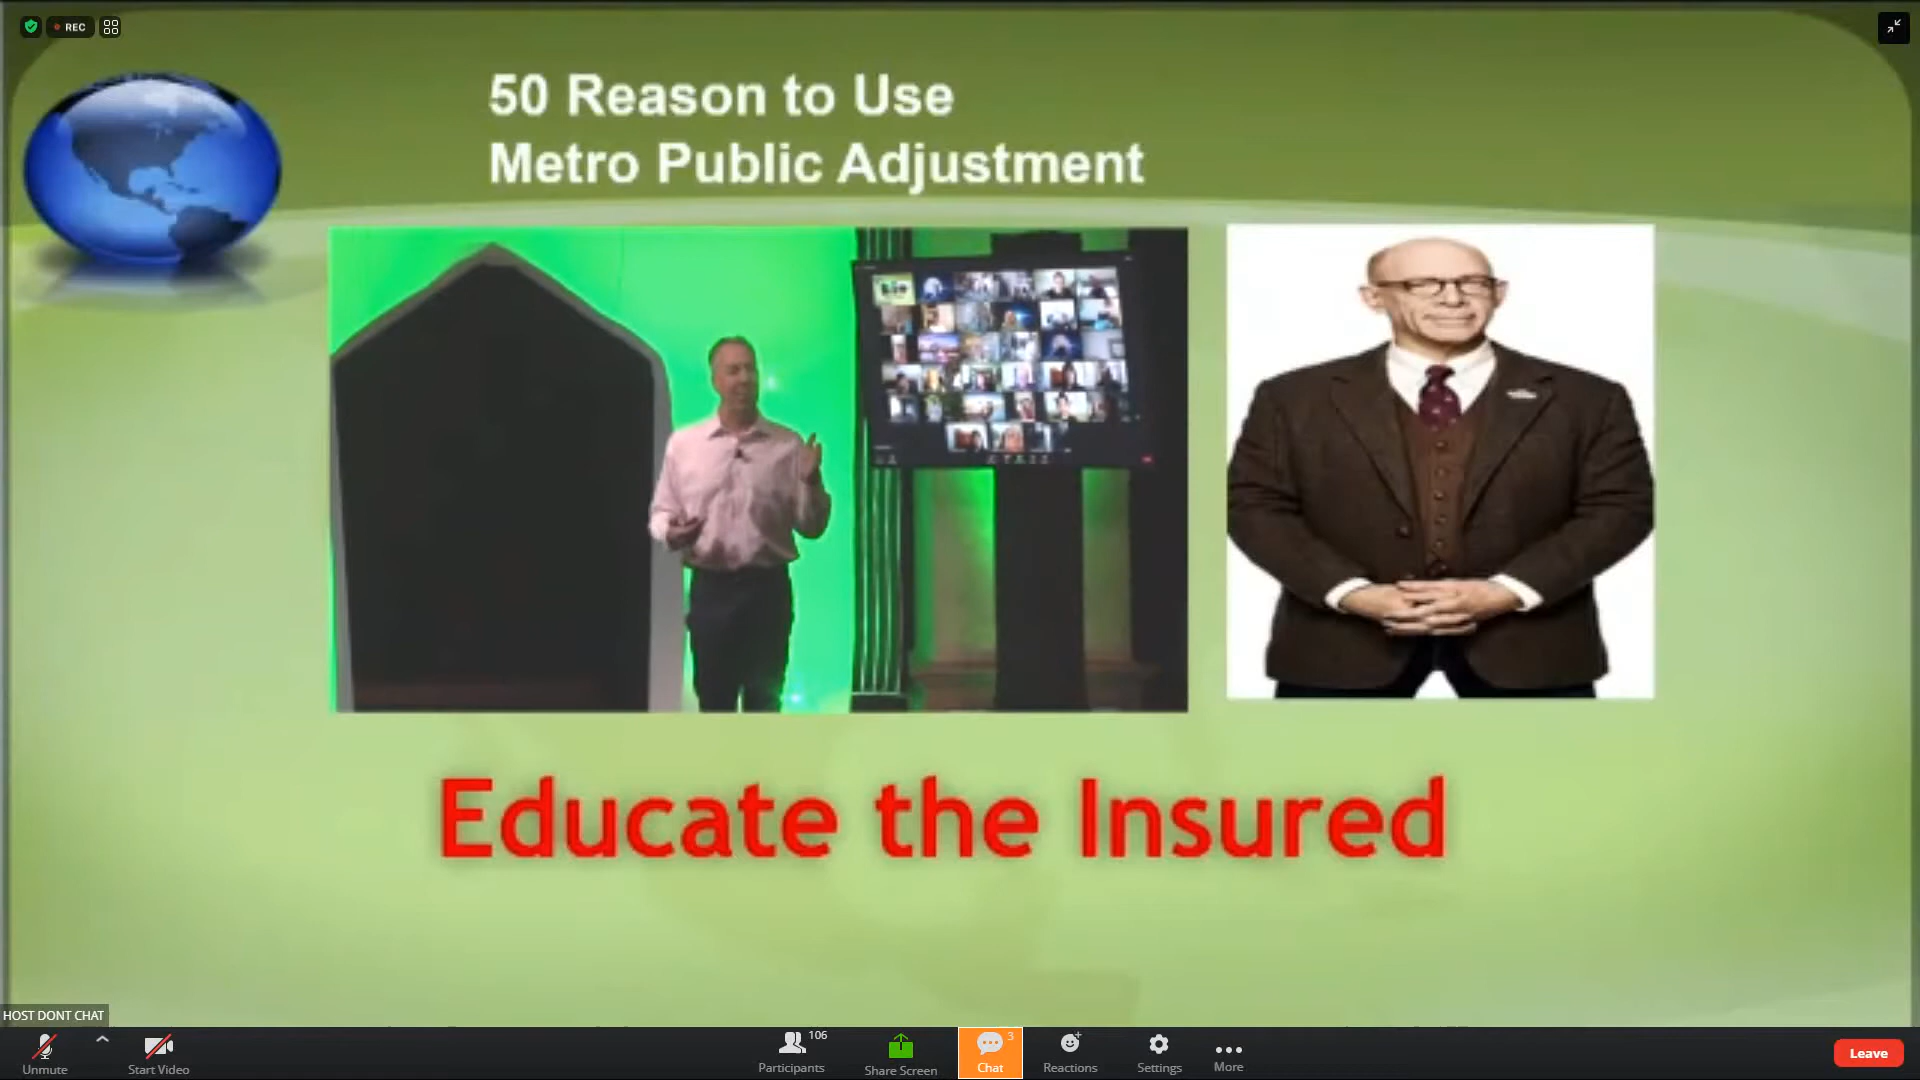 REC
50 Reason to Use
Metro Public Adjustment
Educate the Insured
HOST DONT CHAT
Unmute
Start Video
106
Participants
Share Screen
3
Chat
Reactions
Settings
More
Leave